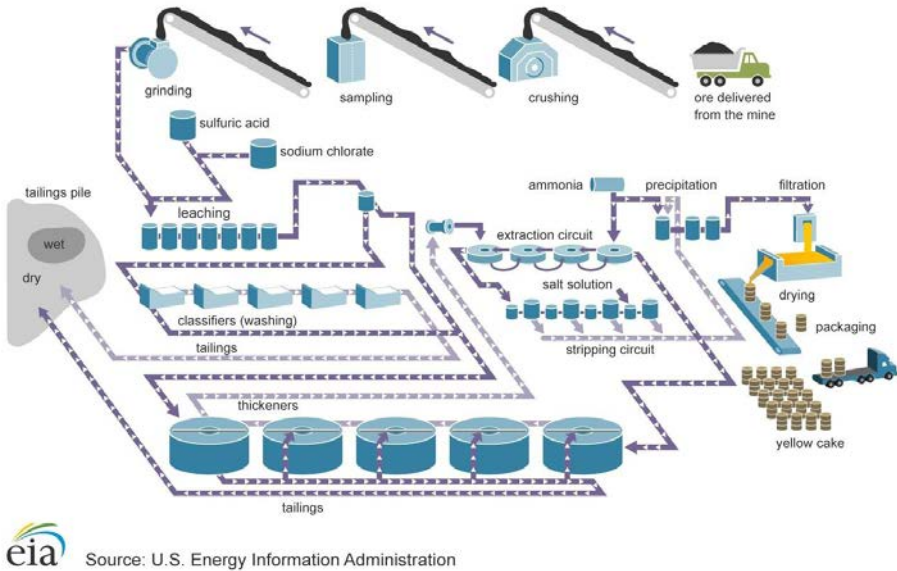 grinding
sampling
crushing
ore delivered
from the mine
sulfuric acid
sodium chlorate
tailings pile
leaching
ammonia
precipitation
filtration
wet
dry
extraction circuit
salt solution
drying
classifiers (washing)
packaging
tailings
stripping circuit
thickeners
yellow cake
tailings
eia
Source: U.S. Energy Information Administration